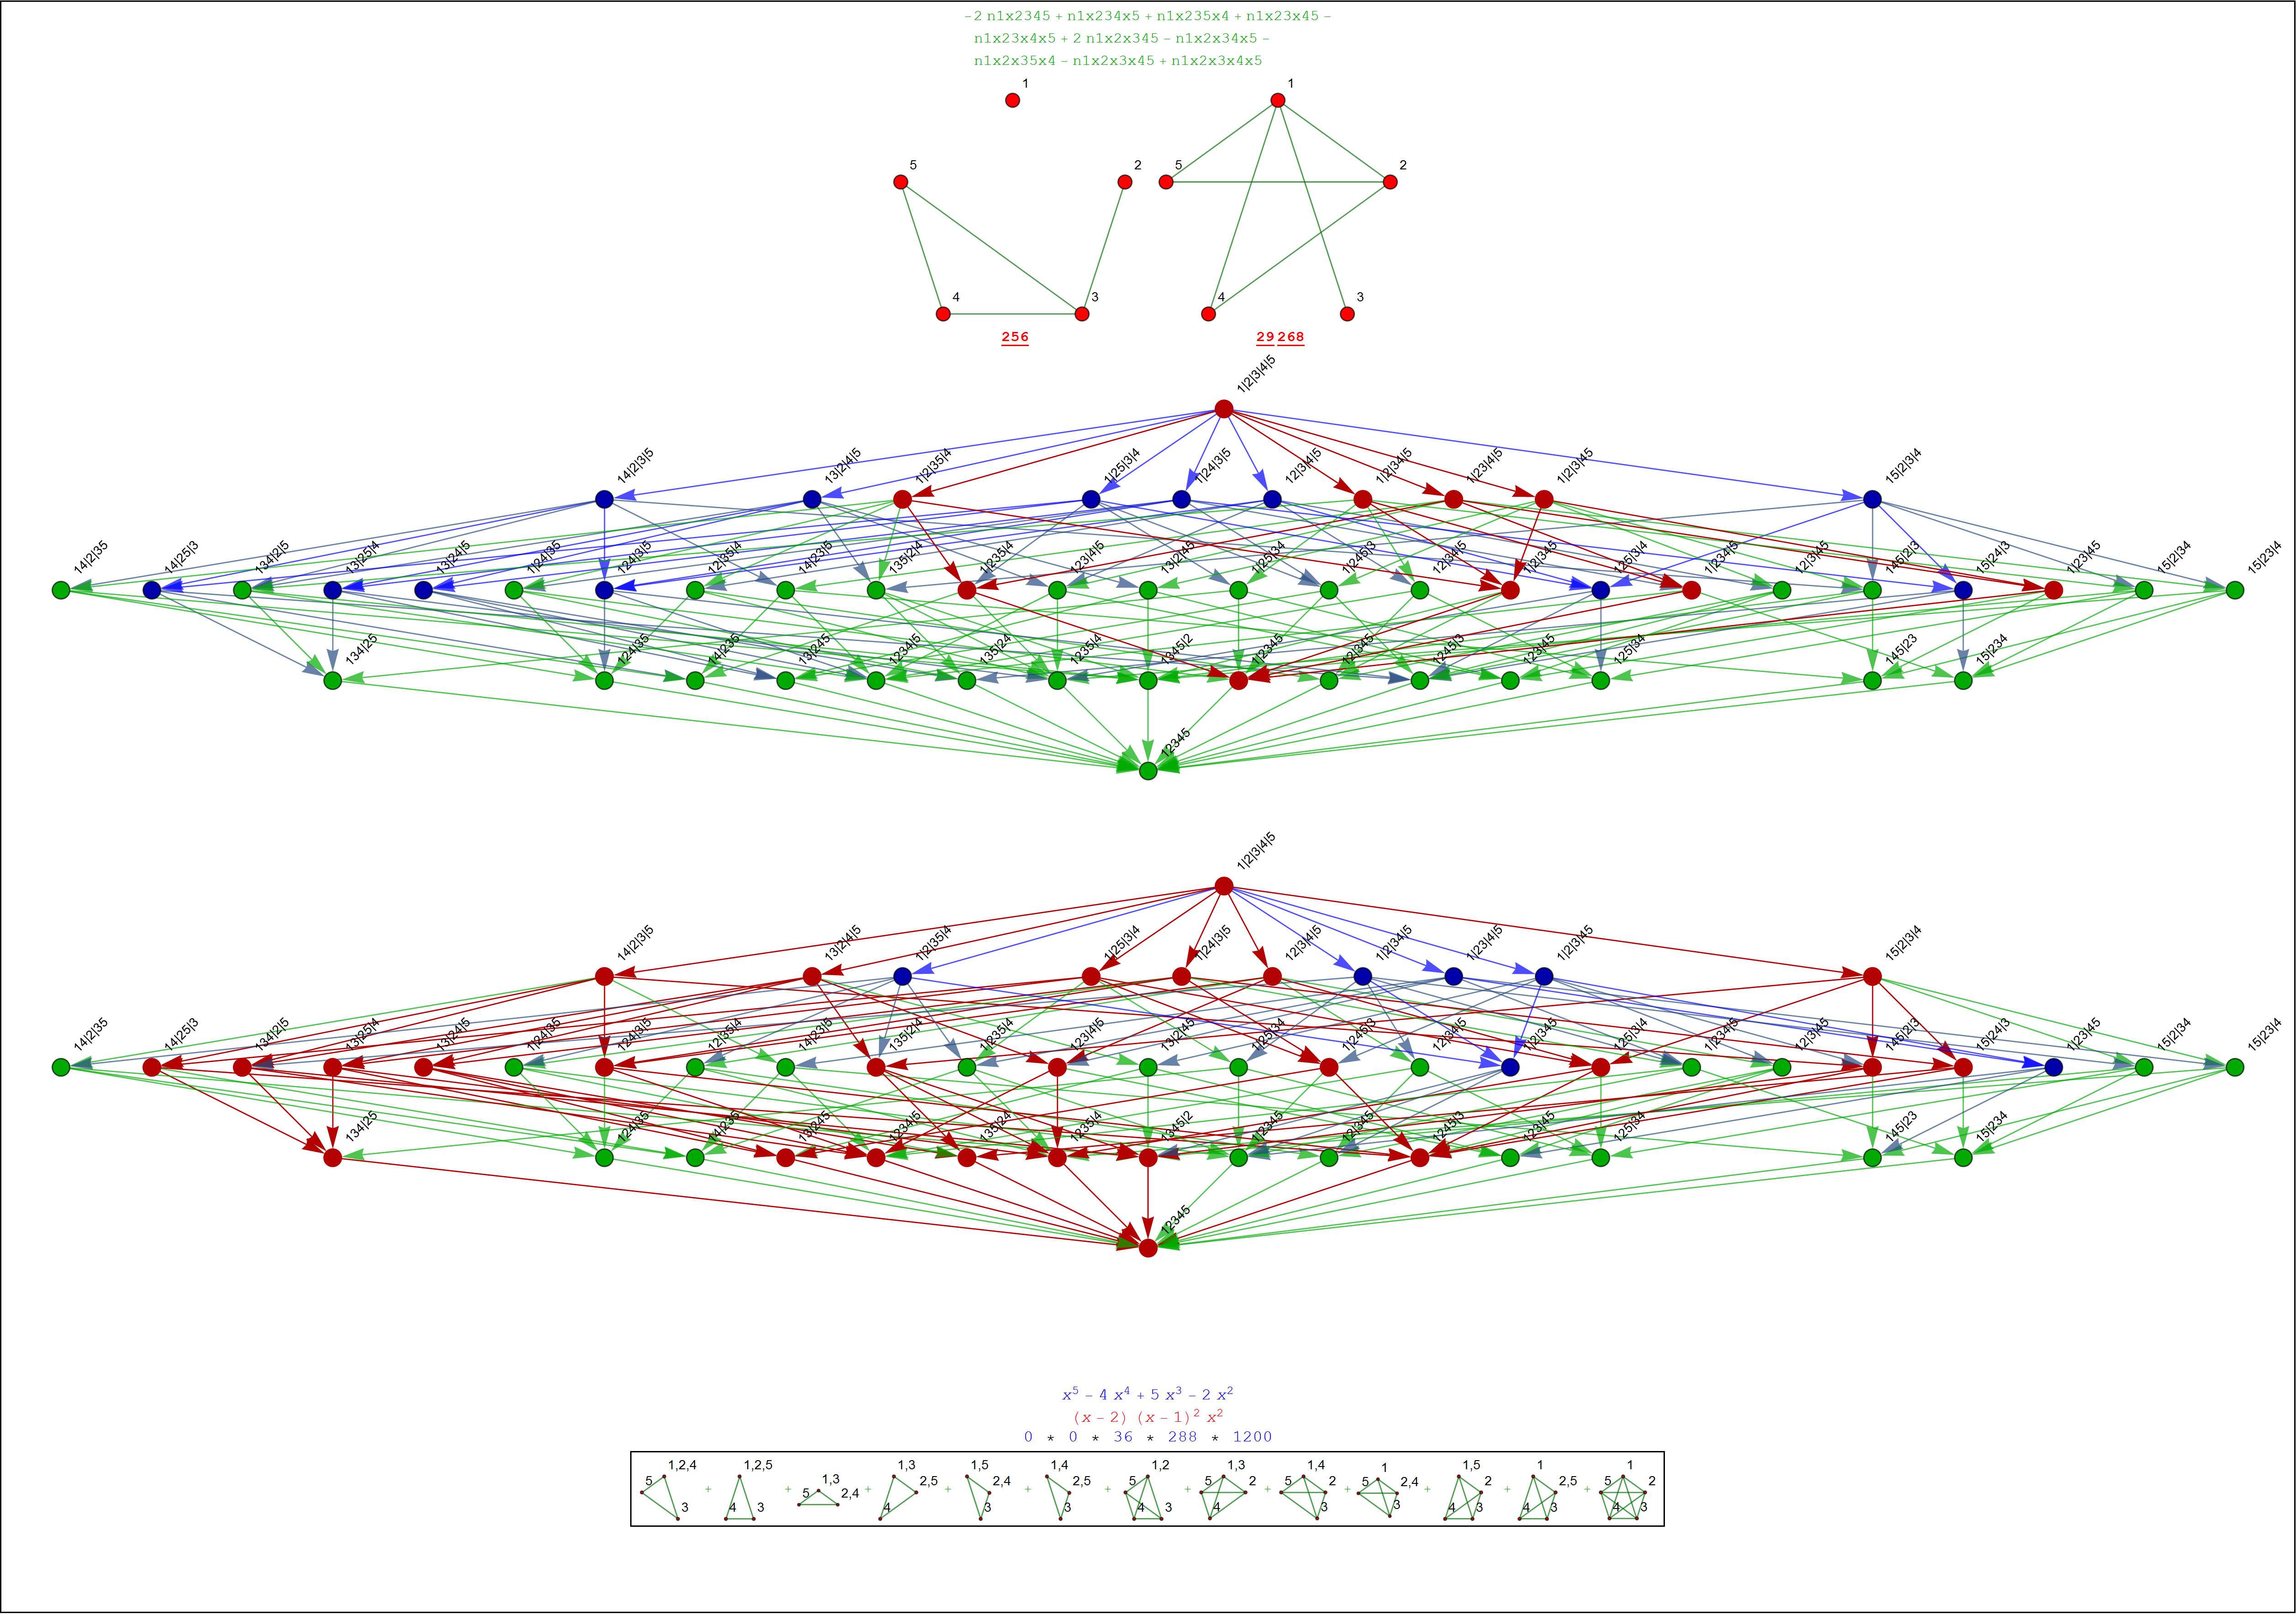 -2 n1x2345 + n1x234x5 + n1x235x4 + n1x23x45 -
n1x23x4x5 + 2 n1x2x345 - n1x2x34x5 -
n1x2x35x4 - n1x2x3x45 + n1x2x3x4x5
1 1
5 2 5 2
4 3 4 3
256 29268
1|2|3|4|5
14|2|3|5 13|2|4|5 1|2|35|4 1|25|3|4 1|24|3|5 12|3|4|5 1|2|34|5 1|23|4|5 1|2|3|45 15|2|3|4
14|2|35 14|25|3 134|2|5 13|25|4 13|24|5 1|24|35 124|3|5 12|35|4 14|23|5 135|2|4 1|235|4 123|4|5 13|2|45 1|25|34 1|245|3 12|34|5 1|2|345 125|3|4 1|234|5 12|3|45 145|2|3 15|24|3 1|23|45 15|2|34 15|23|4
134|25 124|35 14|235 13|245 1234|5 135|24 1235|4 1345|2 1|2345 12|345 1245|3 123|45 125|34 145|23 15|234
12345
1|2|3|4|5
14|2|3|5 13|2|4|5 1|2|35|4 1|25|3|4 1|24|3|5 12|3|4|5 1|2|34|5 1|23|4|5 1|2|3|45 15|2|3|4
14|2|35 14|25|3 134|2|5 13|25|4 13|24|5 1|24|35 124|3|5 12|35|4 14|23|5 135|2|4 1|235|4 123|4|5 13|2|45 1|25|34 1|245|3 12|34|5 1|2|345 125|3|4 1|234|5 12|3|45 145|2|3 15|24|3 1|23|45 15|2|34 15|23|4
134|25 124|35 14|235 13|245 1234|5 135|24 1235|4 1345|2 1|2345 12|345 1245|3 123|45 125|34 145|23 15|234
12345
x⁵ - 4 x⁴ + 5 x³ - 2 x²
(x - 2) (x - 1)² x²
0 * 0 * 36 * 288 * 1200
1,2,4 5 3 + 1,2,5 4 3 + 1,3 5 2,4 + 1,3 2,5 4 + 1,5 2,4 3 + 1,4 2,5 3 + 1,2 5 4 3 + 1,3 5 2 4 + 1,4 5 2 3 + 1 5 2,4 3 + 1,5 2 4 3 + 1 2,5 4 3 + 1 5 2 4 3